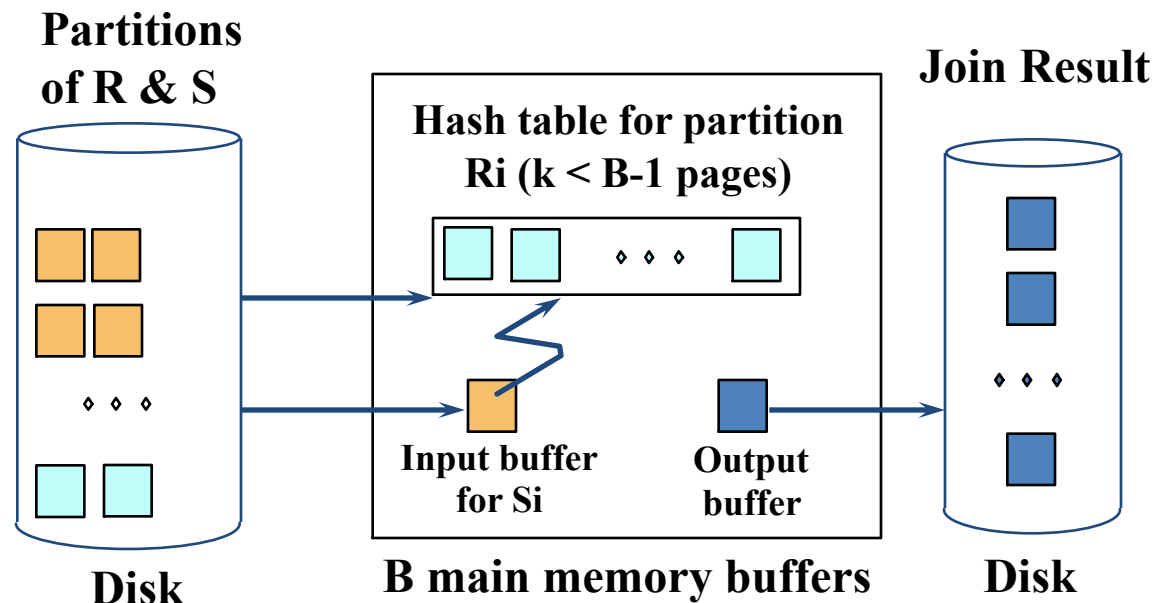 Partitions
of R & S
Join Result
Hash table for partition
Ri (k < B-1 pages)
Input buffer
for Si
Output
buffer
Disk
B main memory buffers
Disk